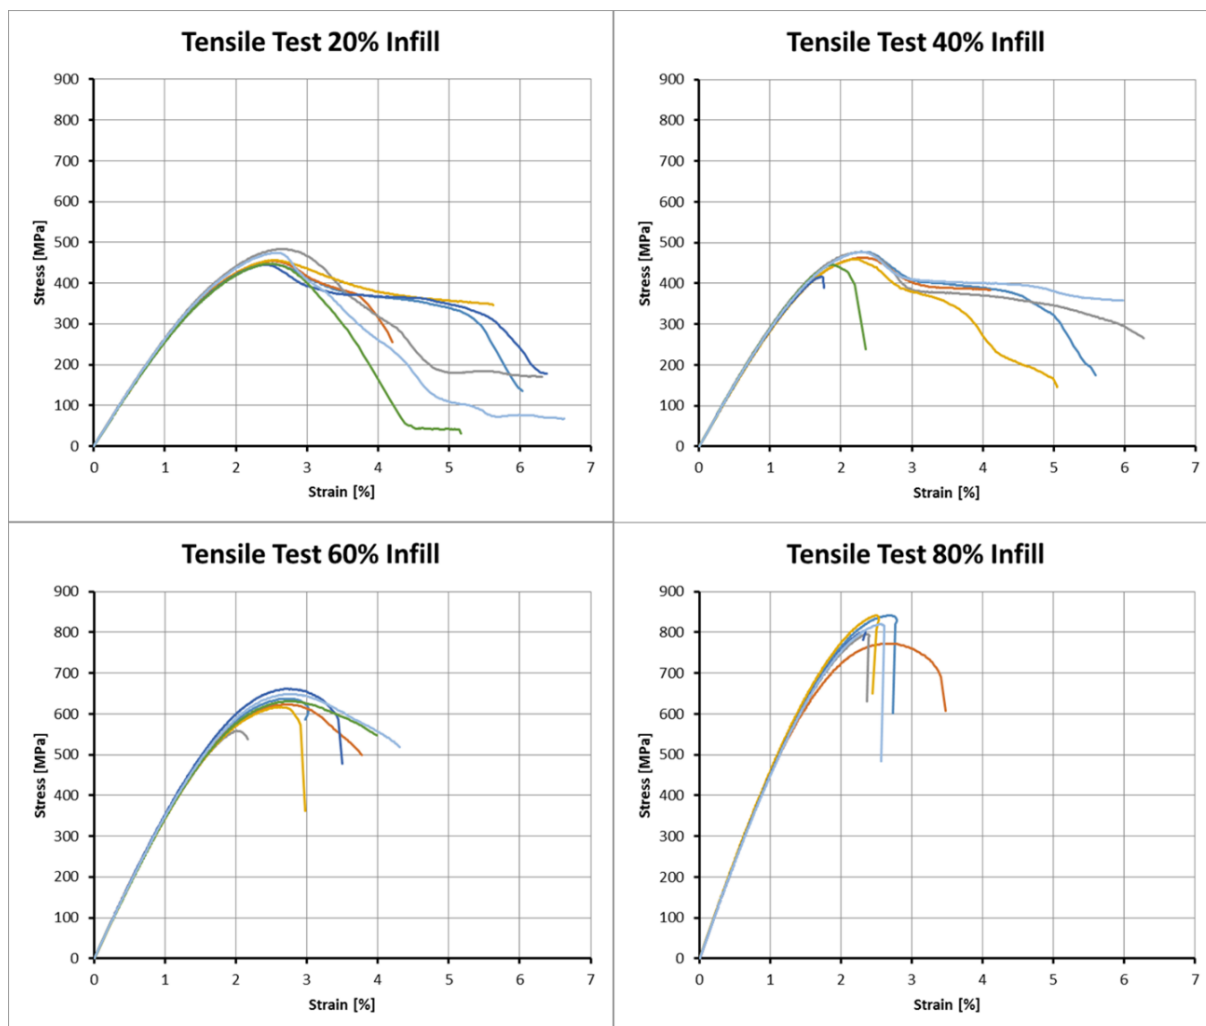 Tensile Test 20% Infill
900
800
700
600
500
400
300
200
100
0
Stress [MPa]
0 1 2 3 4 5 6 7
Strain [%]
Tensile Test 40% Infill
900
800
700
600
500
400
300
200
100
0
Stress [MPa]
0 1 2 3 4 5 6 7
Strain [%]
Tensile Test 60% Infill
900
800
700
600
500
400
300
200
100
0
Stress [MPa]
0 1 2 3 4 5 6 7
Strain [%]
Tensile Test 80% Infill
900
800
700
600
500
400
300
200
100
0
Stress [MPa]
0 1 2 3 4 5 6 7
Strain [%]